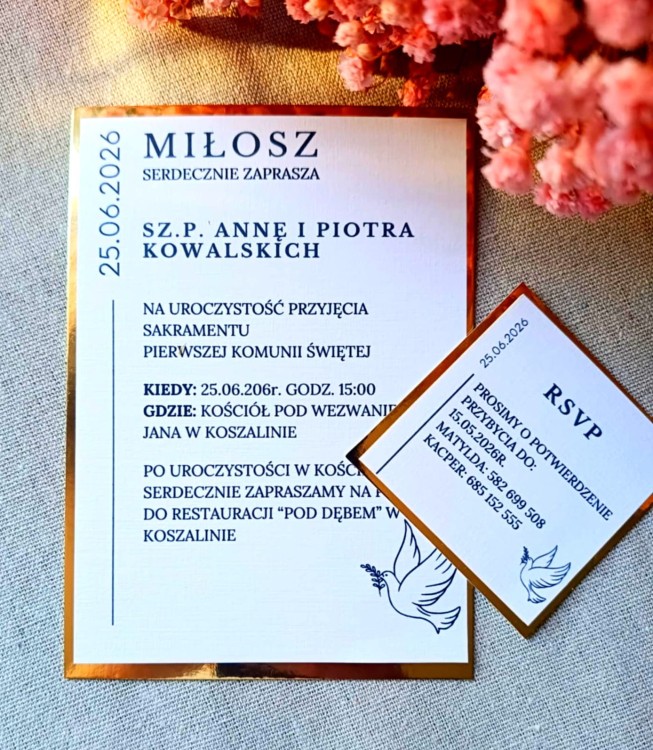 25.06.2026
MIŁOSZ
SERDECZNIE ZAPRASZA
SZ.P. ANNĘ I PIOTRA
KOWALSKICH
NA UROCZYSTOŚĆ PRZYJĘCIA
SAKRAMENTU
PIERWSZEJ KOMUNII ŚWIĘTEJ
KIEDY: 25.06.206r. GODZ. 15:00
GDZIE: KOŚCIÓŁ POD WEZWANIE
JANA W KOSZALINIE
PO UROCZYSTOŚCI W KOŚCI
SERDECZNIE ZAPRASZAMY NA
DO RESTAURACJI “POD DĘBEM” W
KOSZALINIE
25.06.2026
RSVP
PROSIMY O POTWIERDZENIE
PRZYBYCIA DO:
15.05.2026R.
MATYLDA: 582 699 508
KACPER: 685 152 555